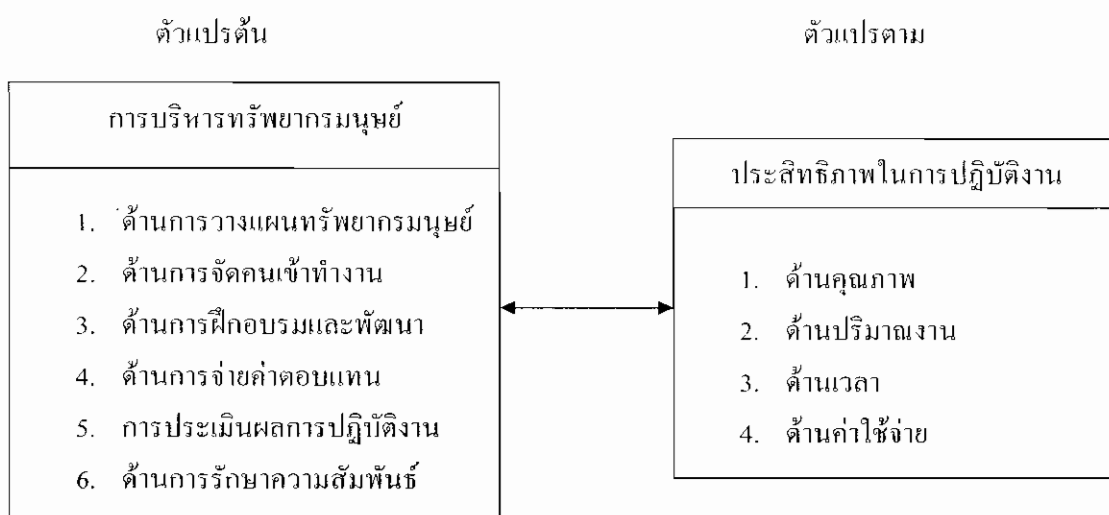 ตัวแปรต้น
ตัวแปรตาม
การบริหารทรัพยากรมนุษย์
1. ด้านการวางแผนทรัพยากรมนุษย์
2. ด้านการจัดคนเข้าทำงาน
3. ด้านการฝึกอบรมและพัฒนา
4. ด้านการจ่ายค่าตอบแทน
5. การประเมินผลการปฏิบัติงาน
6. ด้านการรักษาความสัมพันธ์
ประสิทธิภาพในการปฏิบัติงาน
1. ด้านคุณภาพ
2. ด้านปริมาณงาน
3. ด้านเวลา
4. ด้านค่าใช้จ่าย